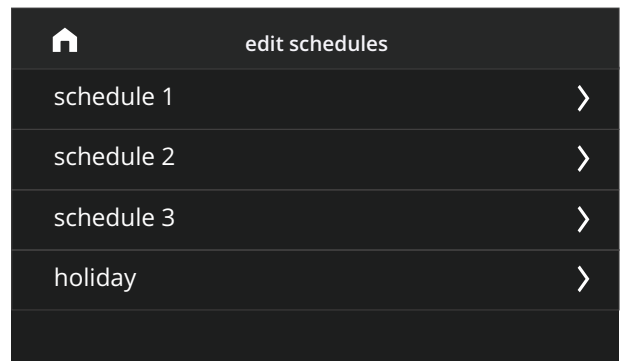 edit schedules
schedule 1
schedule 2
schedule 3
holiday